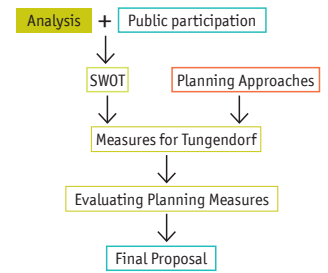 Analysis + Public participation
SWOT
Planning Approaches
Measures for Tungendorf
Evaluating Planning Measures
Final Proposal